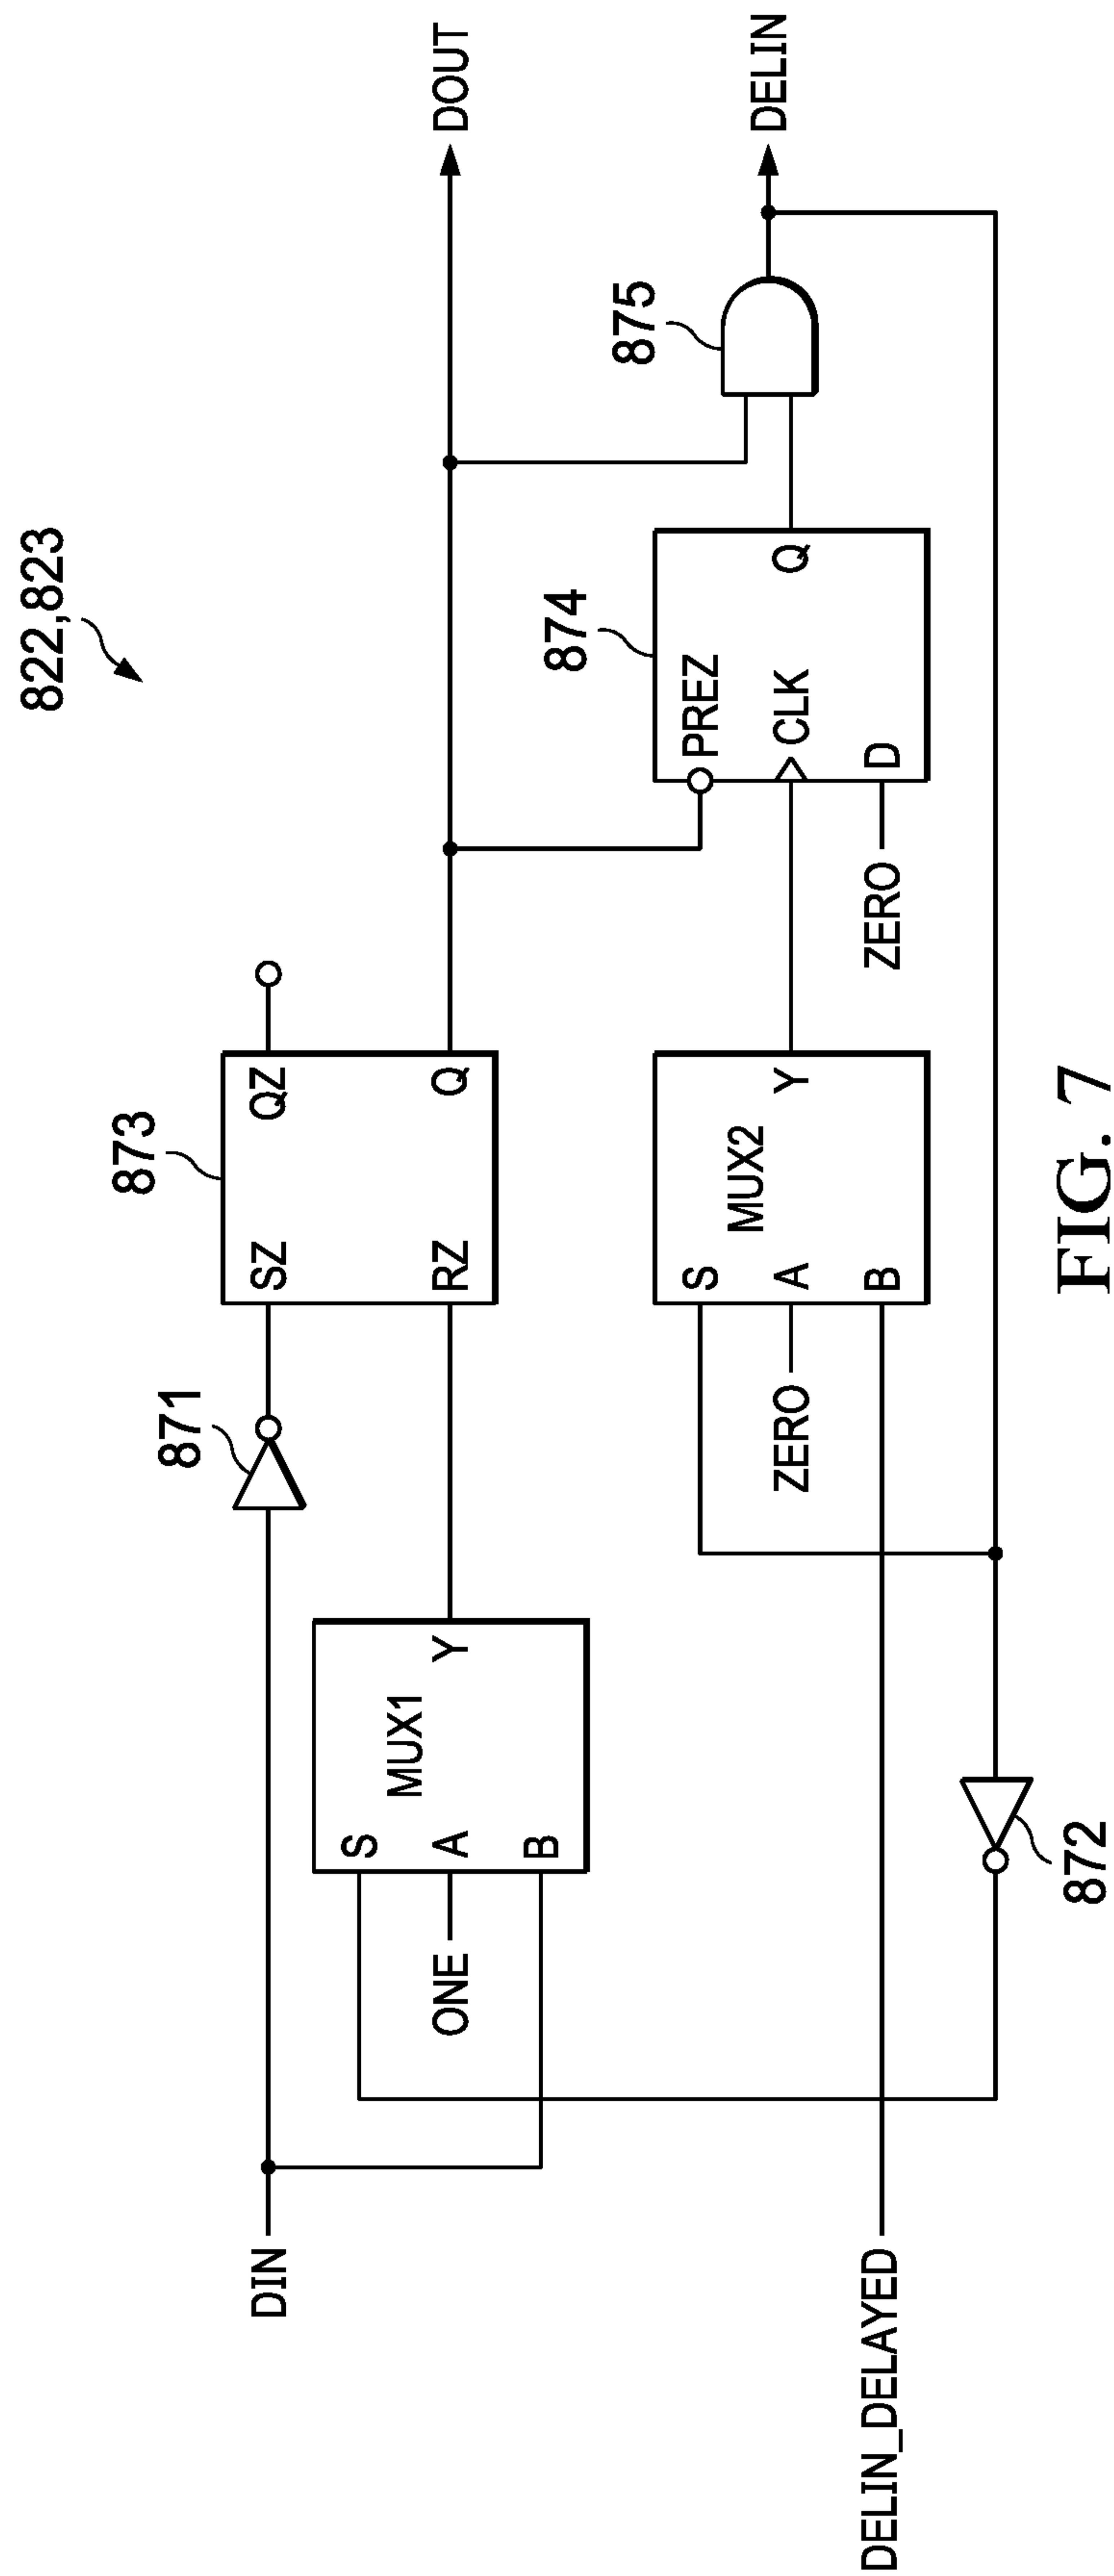 822,823
DIN
871
SZ
QZ
873
RZ
Q
DOUT
S
MUX1
A
Y
ONE
B
874
875
S
MUX2
A
Y
ZERO
B
PREZ
CLK
Q
D
ZERO
DELIN
DELIN_DELAYED
872
FIG. 7